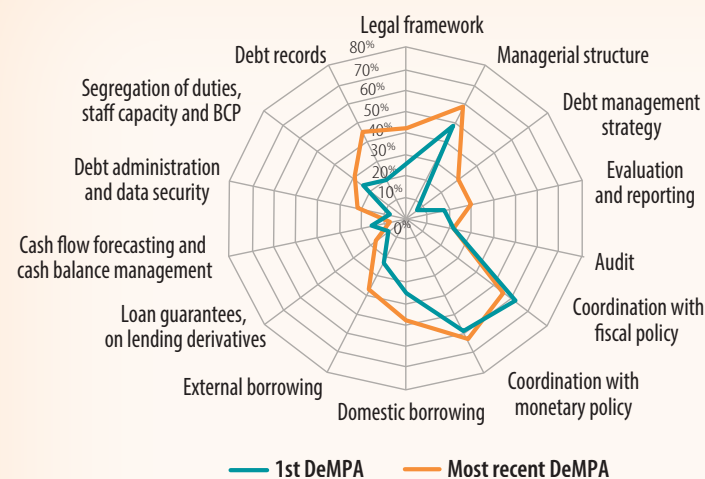 Legal framework
80%
70%
60%
50%
40%
30%
20%
10%
0%
Managerial structure
Debt management
strategy
Evaluation
and reporting
Audit
Coordination with
fiscal policy
Coordination with
monetary policy
Domestic borrowing
External borrowing
Loan guarantees,
on lending derivatives
Cash flow forecasting and
cash balance management
Debt administration
and data security
Segregation of duties,
staff capacity and BCP
Debt records
1st DeMPA
Most recent DeMPA